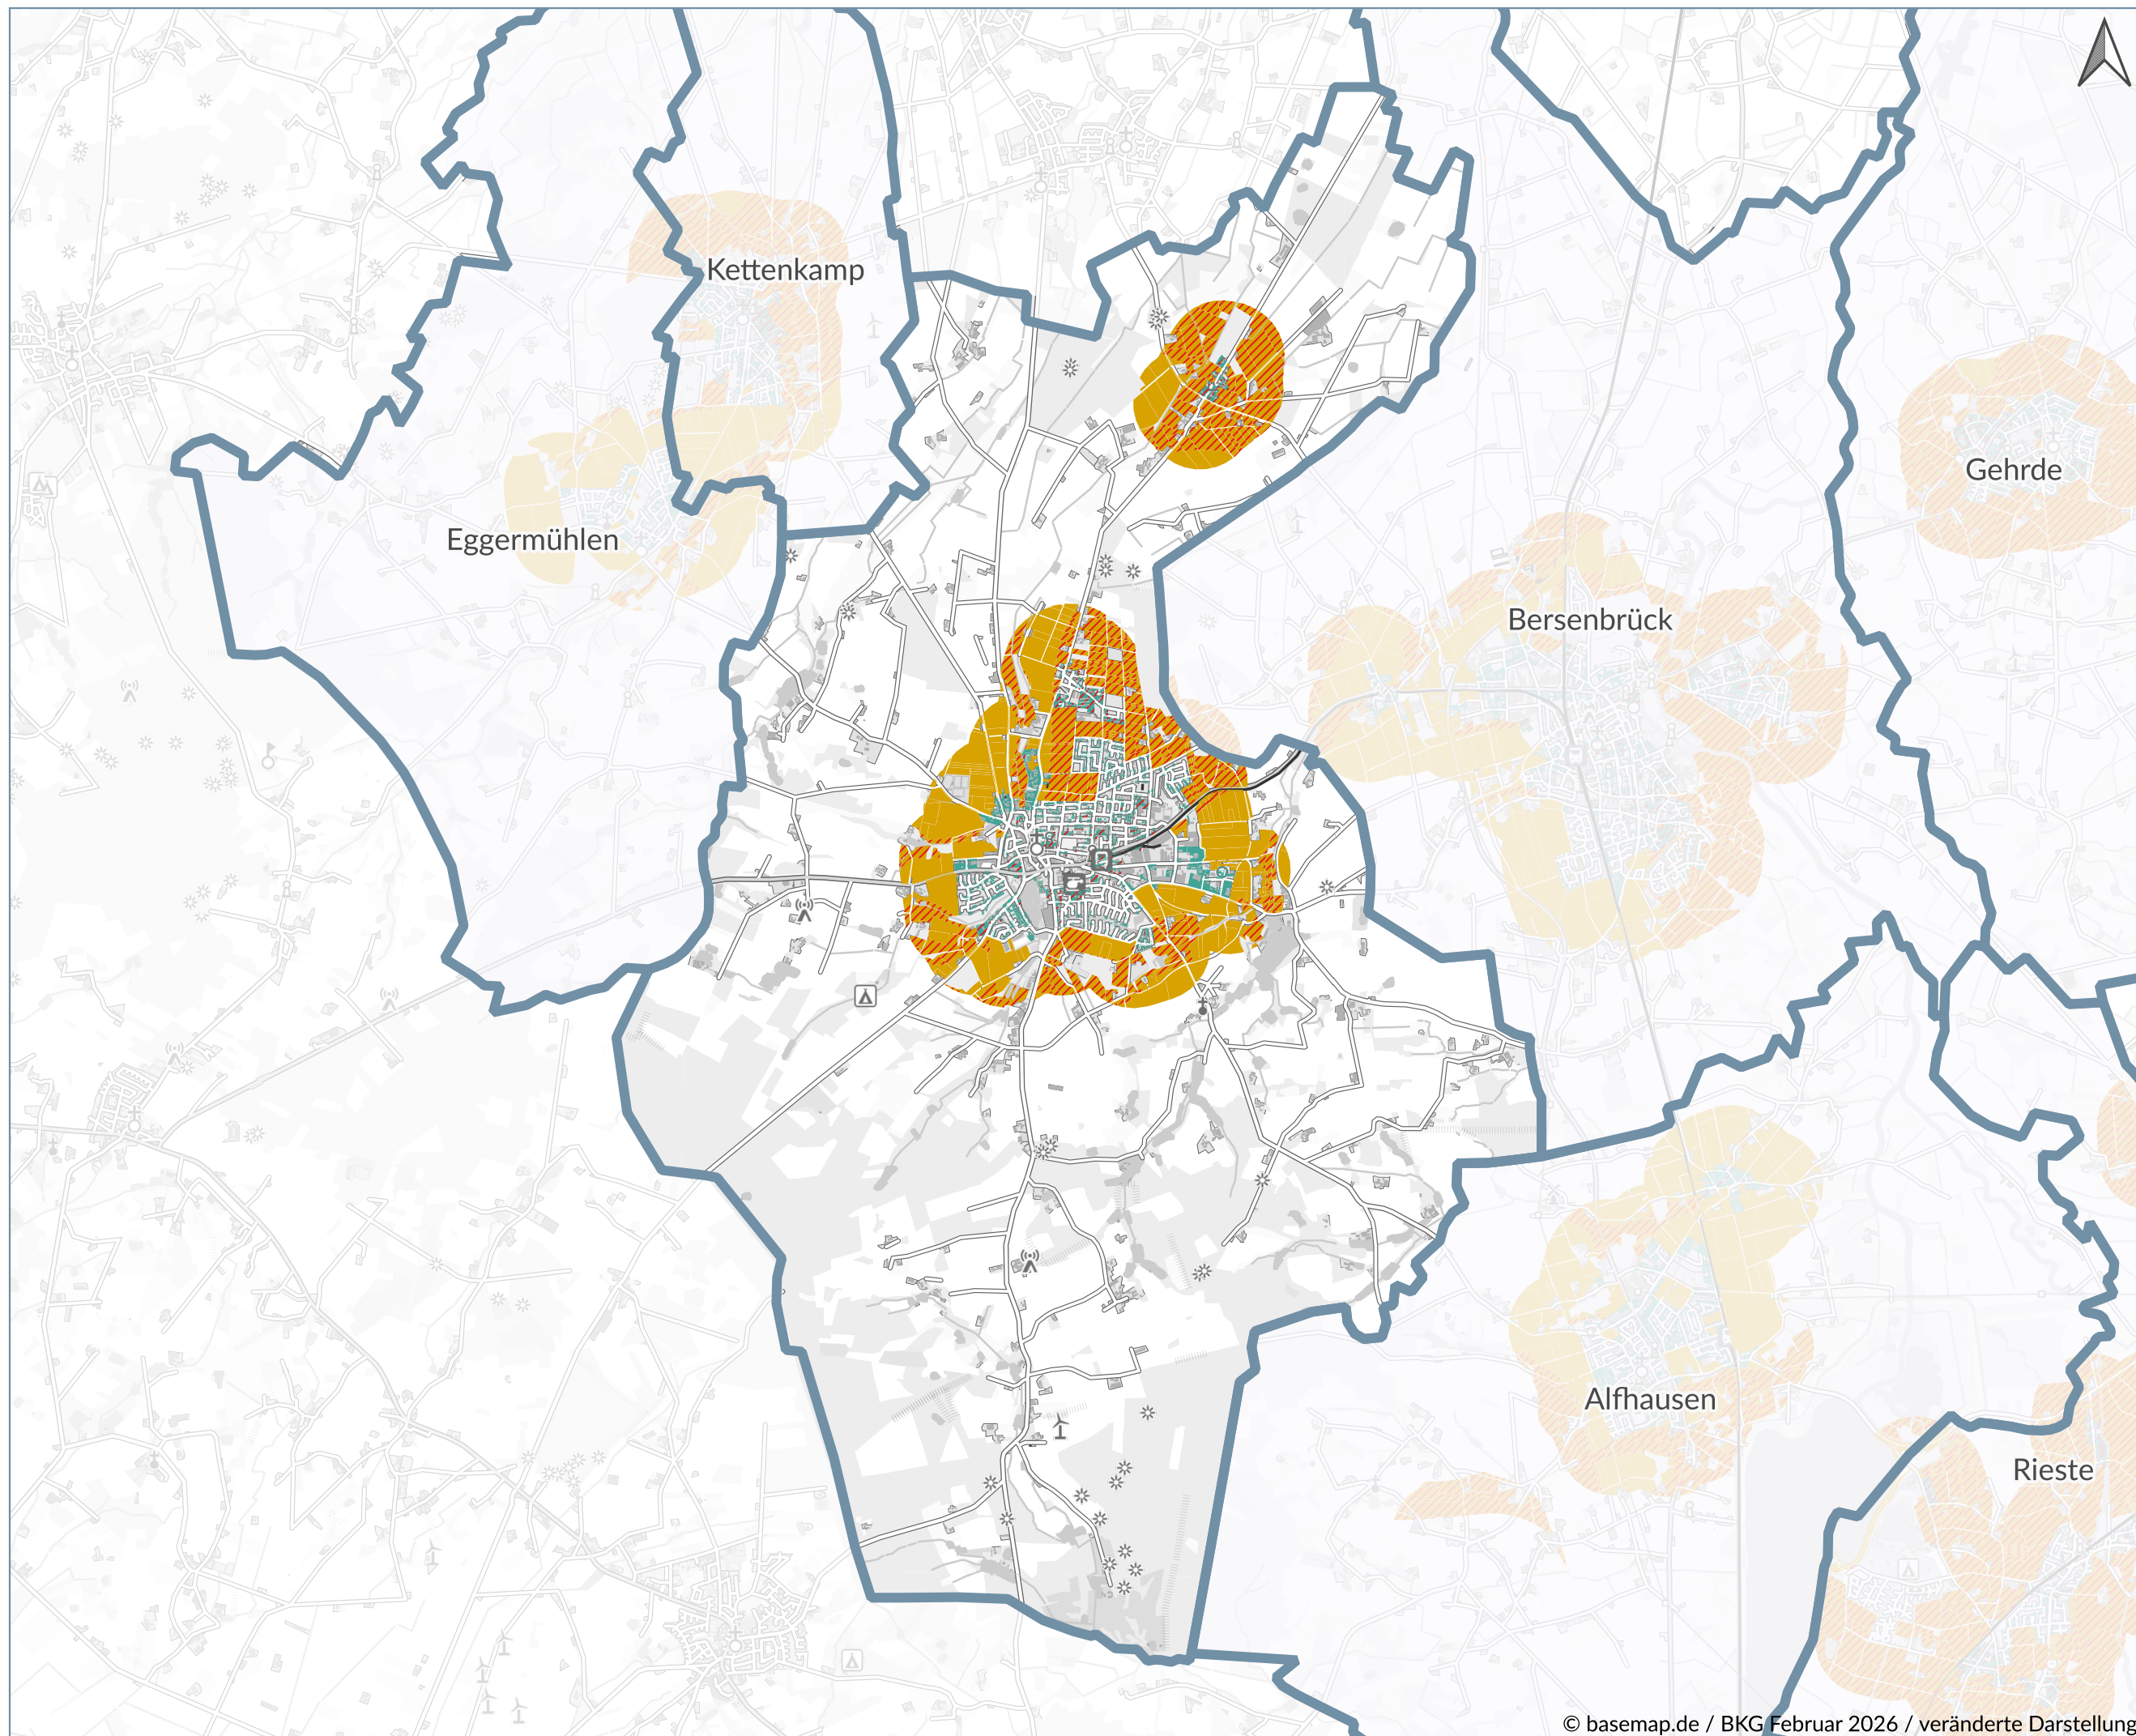 Kettenkamp
Gehrde
Eggermühlen
Bersenbrück
Alfhausen
Rieste
© basemap.de / BKG Februar 2026 / veränderte Darstellung